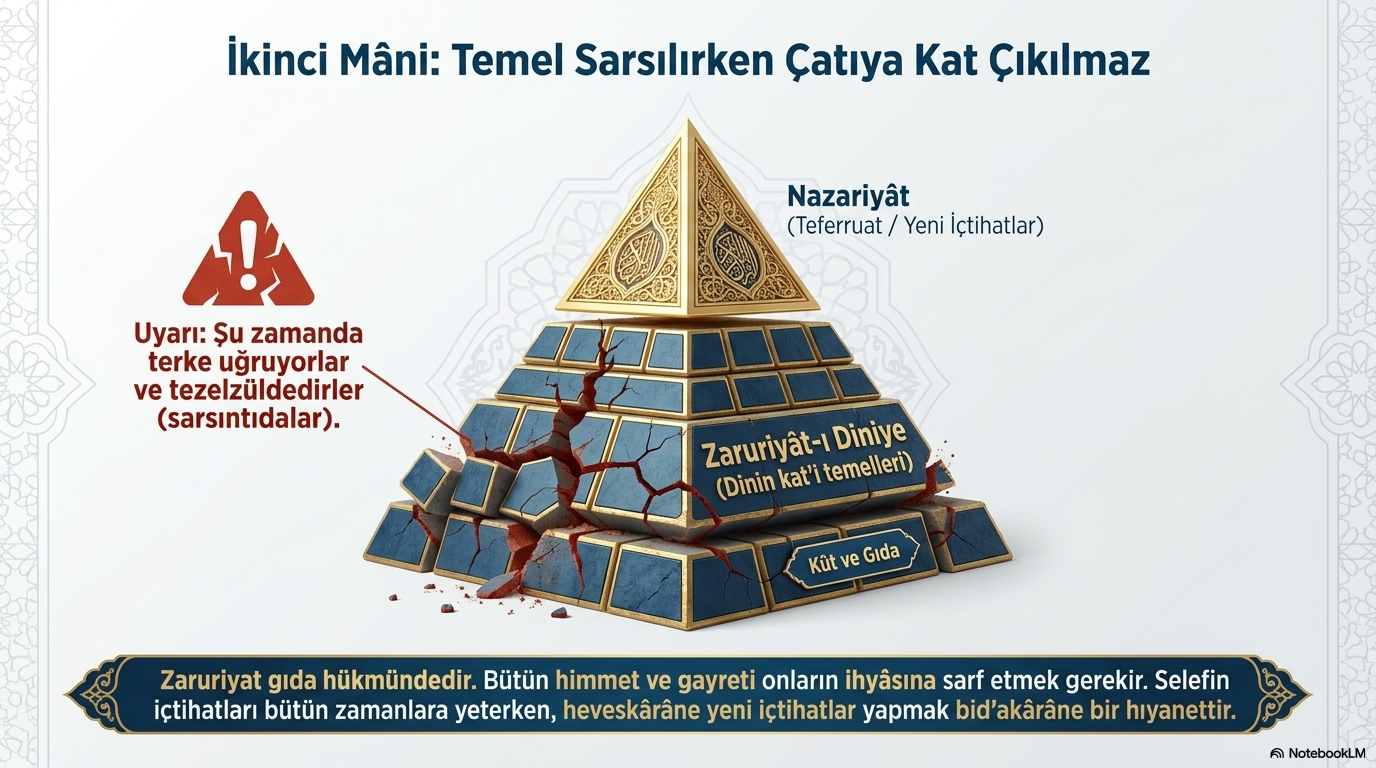 İkinci Mâni: Temel Sarsılırken Çatıya Kat Çıkılmaz
Nazariyât
(Teferruat / Yeni İçtihatlar)
Uyarı: Şu zamanda
terke uğruyorlar
ve tezelzüldedirler
(sarsıntıdalar).
Zaruriyât-ı Diniye
(Dinin kat'i temelleri)
Kût ve Gıda
Zaruriyat gıda hükmündedir. Bütün himmet ve gayreti onların ihyâsına sarf etmek gerekir. Selefin
içtihatları bütün zamanlara yeterken, heveskârâne yeni içtihatlar yapmak bid'akârâne bir hıyanettir.
NotebookLM